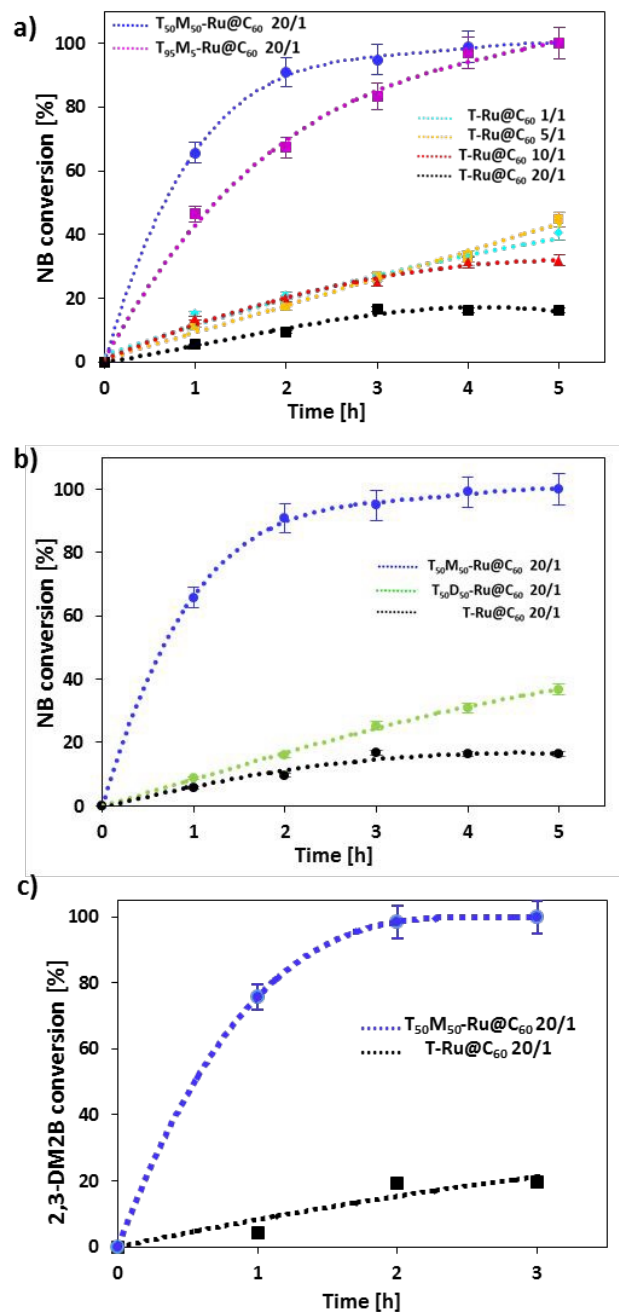 a)
T₅₀M₅₀-Ru@C₆₀ 20/1
T₉₅M₅-Ru@C₆₀ 20/1
T-Ru@C₆₀ 1/1
T-Ru@C₆₀ 5/1
T-Ru@C₆₀ 10/1
T-Ru@C₆₀ 20/1
NB conversion [%]
100
80
60
40
20
0
0 1 2 3 4 5
Time [h]
b)
T₅₀M₅₀-Ru@C₆₀ 20/1
T₅₀D₅₀-Ru@C₆₀ 20/1
T-Ru@C₆₀ 20/1
NB conversion [%]
100
80
60
40
20
0
0 1 2 3 4 5
Time [h]
c)
T₅₀M₅₀-Ru@C₆₀ 20/1
T-Ru@C₆₀ 20/1
2,3-DM2B conversion [%]
100
80
60
40
20
0
0 1 2 3
Time [h]